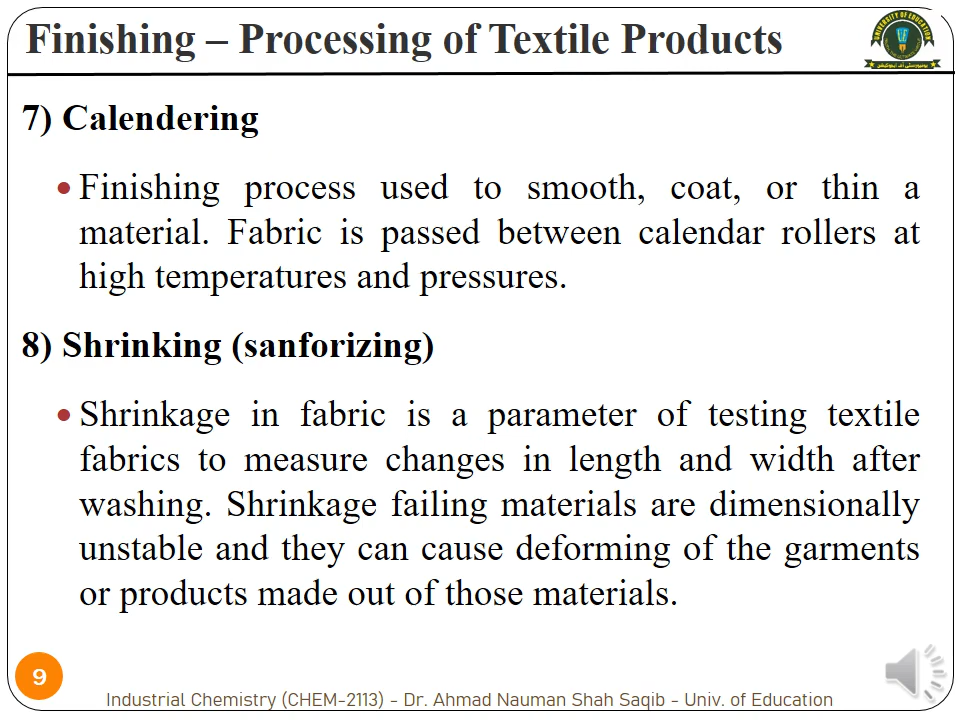 Finishing – Processing of Textile Products
UNIVERSITY OF EDUCATION
7) Calendering
• Finishing process used to smooth, coat, or thin a
material. Fabric is passed between calendar rollers at
high temperatures and pressures.
8) Shrinking (sanforizing)
• Shrinkage in fabric is a parameter of testing textile
fabrics to measure changes in length and width after
washing. Shrinkage failing materials are dimensionally
unstable and they can cause deforming of the garments
or products made out of those materials.
9
Industrial Chemistry (CHEM-2113) - Dr. Ahmad Nauman Shah Saqib - Univ. of Education